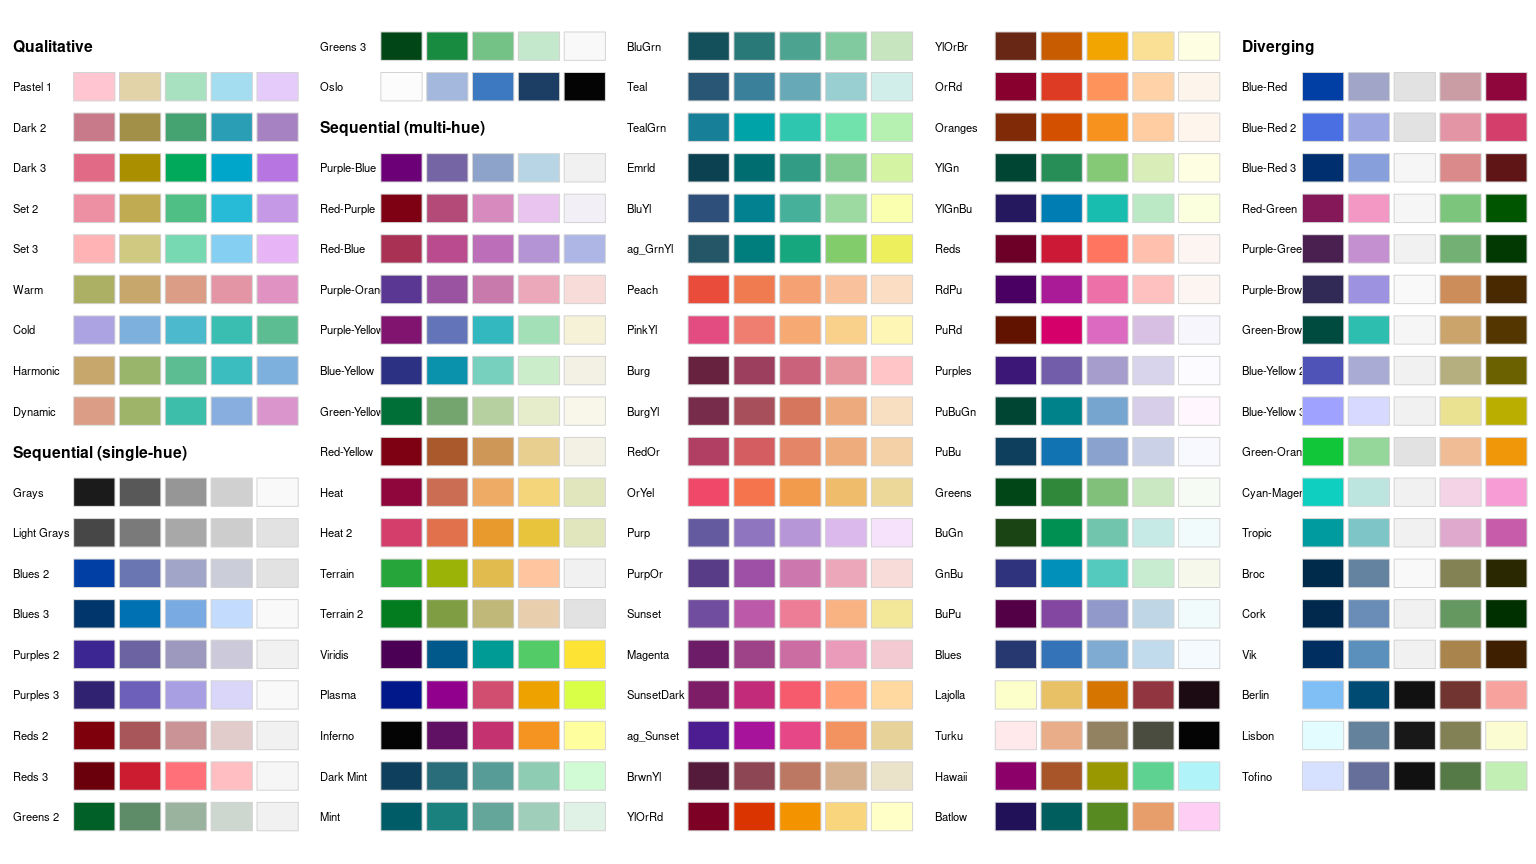 Qualitative
Pastel 1
Dark 2
Dark 3
Set 2
Set 3
Warm
Cold
Harmonic
Dynamic
Sequential (single-hue)
Grays
Light Grays
Blues 2
Blues 3
Purples 2
Purples 3
Reds 2
Reds 3
Greens 2
Greens 3
Oslo
Sequential (multi-hue)
Purple-Blue
Red-Purple
Red-Blue
Purple-Oran
Purple-Yellow
Blue-Yellow
Green-Yellow
Red-Yellow
Heat
Heat 2
Terrain
Terrain 2
Viridis
Plasma
Inferno
Dark Mint
Mint
BluGrn
Teal
TealGrn
Emrld
BluYl
ag_GrnYl
Peach
PinkYl
Burg
BurgYl
RedOr
OrYel
Purp
PurpOr
Sunset
Magenta
SunsetDark
ag_Sunset
BrwnYl
YlOrRd
YlOrBr
OrRd
Oranges
YlGn
YlGnBu
Reds
RdPu
PuRd
Purples
PuBuGn
PuBu
Greens
BuGn
GnBu
BuPu
Blues
Lajolla
Turku
Hawaii
Batlow
Diverging
Blue-Red
Blue-Red 2
Blue-Red 3
Red-Green
Purple-Gree
Purple-Brow
Green-Brow
Blue-Yellow 2
Blue-Yellow 3
Green-Oran
Cyan-Mager
Tropic
Broc
Cork
Vik
Berlin
Lisbon
Tofino